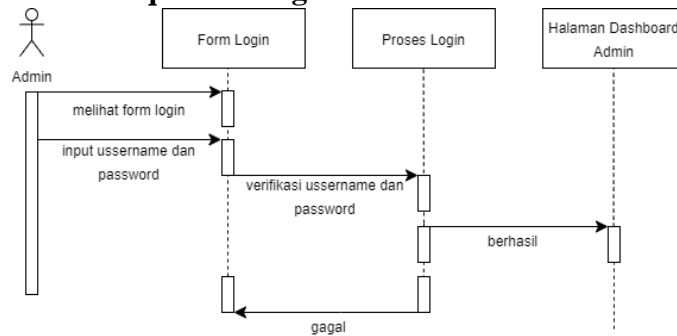 Form Login
Proses Login
Halaman Dashboard
Admin
Admin
melihat form login
input ussername dan
password
verifikasi ussername dan
password
berhasil
gagal